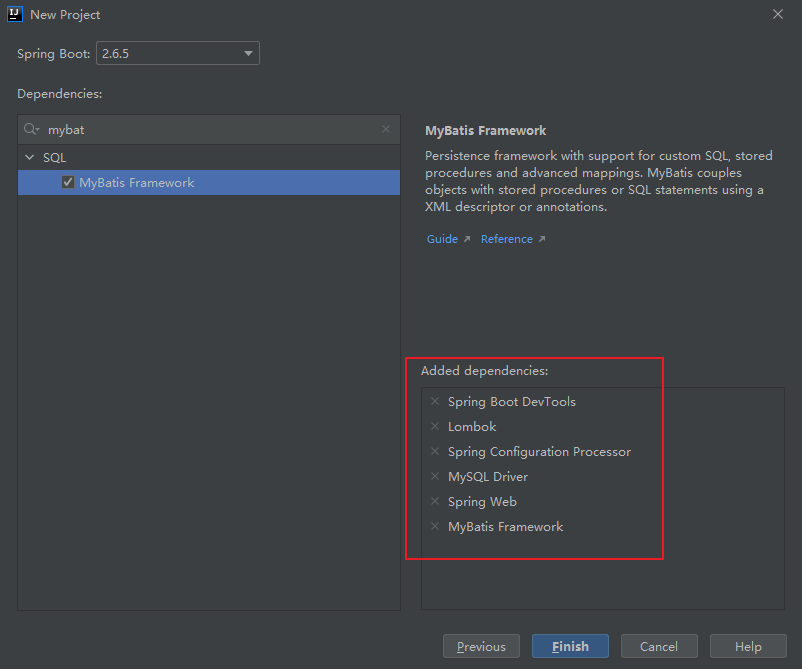 New Project
Spring Boot: 2.6.5
Dependencies:
mybat
SQL
MyBatis Framework
MyBatis Framework
Persistence framework with support for custom SQL, stored
procedures and advanced mappings. MyBatis couples
objects with stored procedures or SQL statements using a
XML descriptor or annotations.
Guide Reference
Added dependencies:
Spring Boot DevTools
Lombok
Spring Configuration Processor
MySQL Driver
Spring Web
MyBatis Framework
Previous Finish Cancel Help